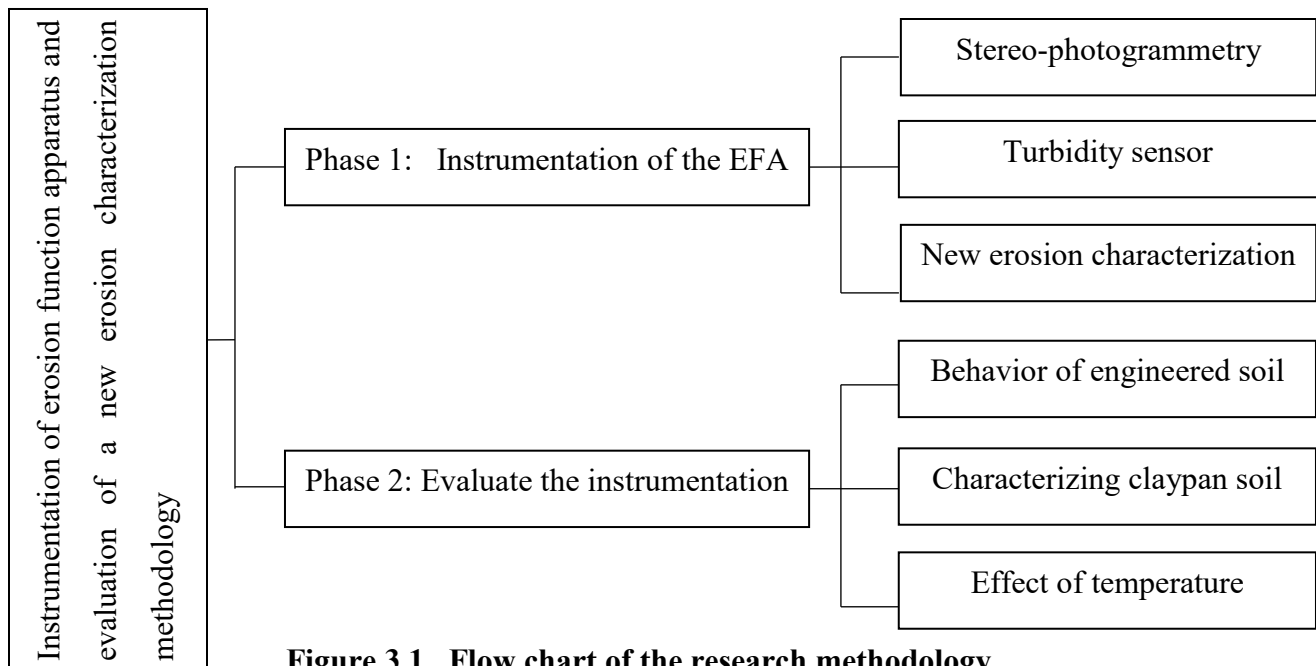 Instrumentation of erosion function apparatus and
evaluation of a new erosion characterization
methodology
Phase 1: Instrumentation of the EFA
Stereo-photogrammetry
Turbidity sensor
New erosion characterization
Phase 2: Evaluate the instrumentation
Behavior of engineered soil
Characterizing claypan soil
Effect of temperature
Figure 3.1 Flow chart of the research methodology